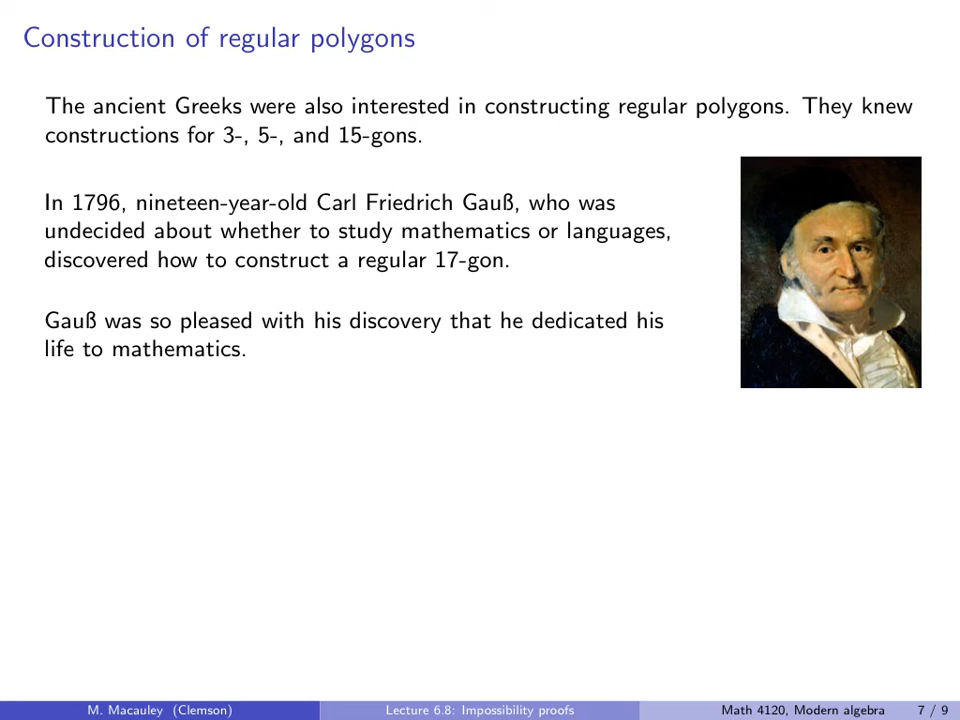 Construction of regular polygons
The ancient Greeks were also interested in constructing regular polygons. They knew
constructions for 3-, 5-, and 15-gons.
In 1796, nineteen-year-old Carl Friedrich Gauß, who was
undecided about whether to study mathematics or languages,
discovered how to construct a regular 17-gon.
Gauß was so pleased with his discovery that he dedicated his
life to mathematics.
M. Macauley (Clemson) Lecture 6.8: Impossibility proofs Math 4120, Modern algebra 7 / 9